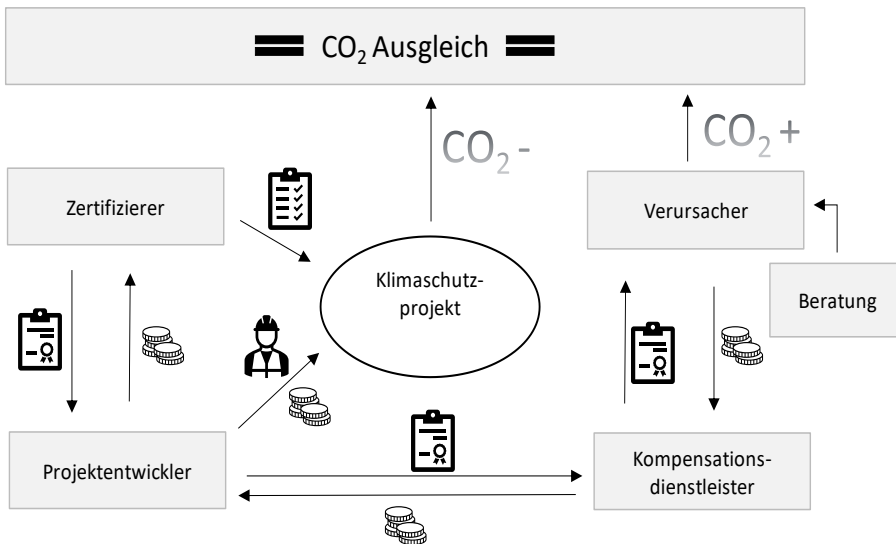 CO₂ Ausgleich
CO₂ -
CO₂ +
Zertifizierer
Verursacher
Klimaschutz-
projekt
Beratung
Projektentwickler
Kompensations-
dienstleister